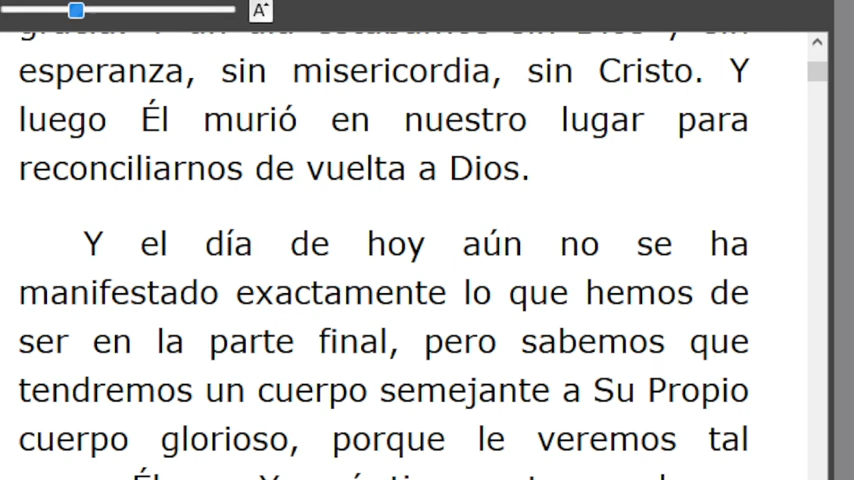 A
esperanza, sin misericordia, sin Cristo. Y
luego Él murió en nuestro lugar para
reconciliarnos de vuelta a Dios.
Y el día de hoy aún no se ha
manifestado exactamente lo que hemos de
ser en la parte final, pero sabemos que
tendremos un cuerpo semejante a Su Propio
cuerpo glorioso, porque le veremos tal